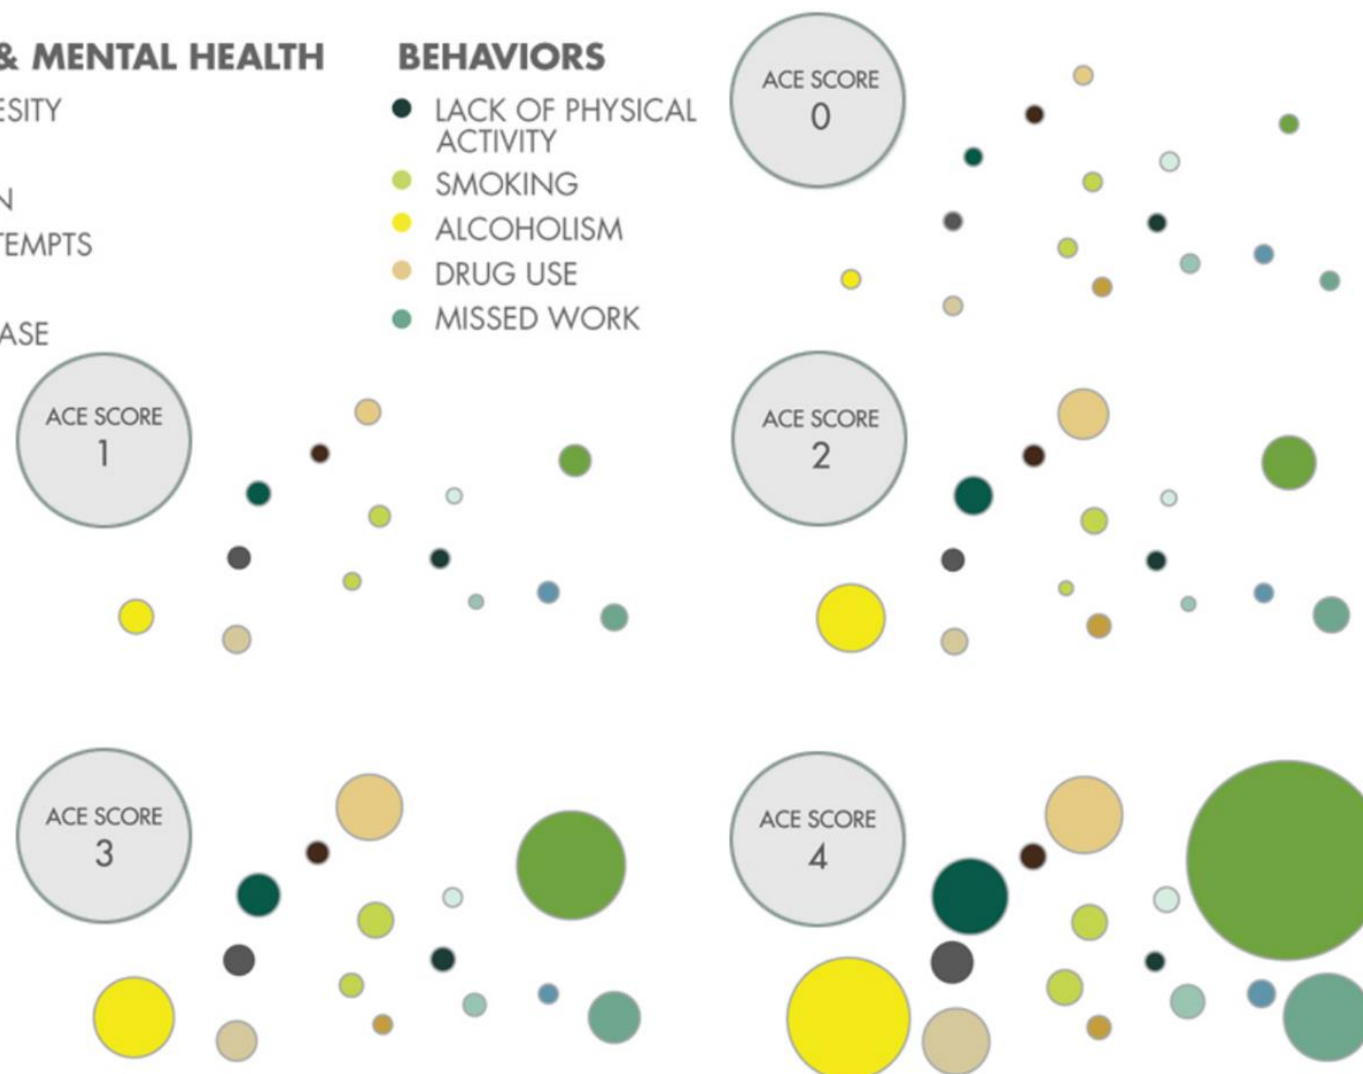 & MENTAL HEALTH
ESITY
N
TEMPTS
ASE
BEHAVIORS
LACK OF PHYSICAL
ACTIVITY
SMOKING
ALCOHOLISM
DRUG USE
MISSED WORK
ACE SCORE
0
ACE SCORE
1
ACE SCORE
2
ACE SCORE
3
ACE SCORE
4